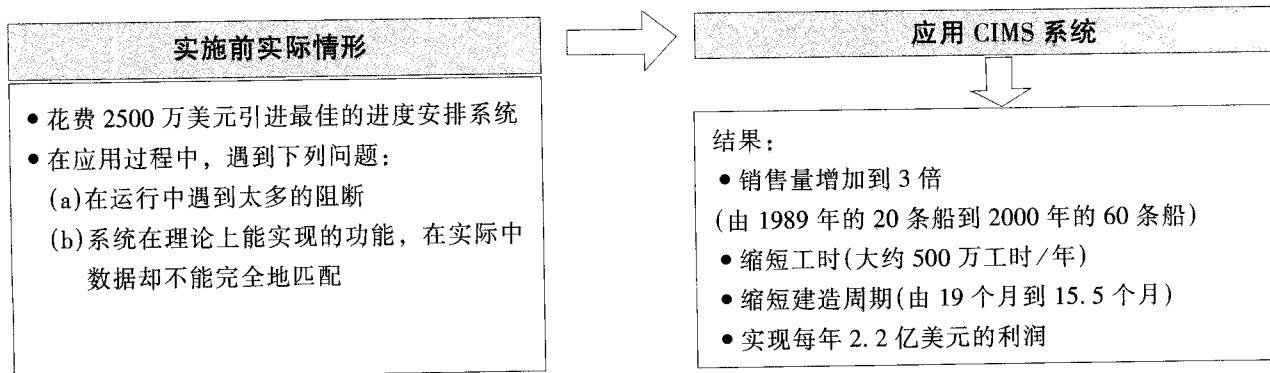 实施前实际情形
● 花费 2500 万美元引进最佳的进度安排系统
● 在应用过程中，遇到下列问题：
(a)在运行中遇到太多的阻断
(b)系统在理论上能实现的功能，在实际中
数据却不能完全地匹配
应用 CIMS 系统
结果：
● 销售量增加到 3 倍
(由 1989 年的 20 条船到 2000 年的 60 条船)
● 缩短工时(大约 500 万工时/年)
● 缩短建造周期(由 19 个月到 15.5 个月)
● 实现每年 2.2 亿美元的利润